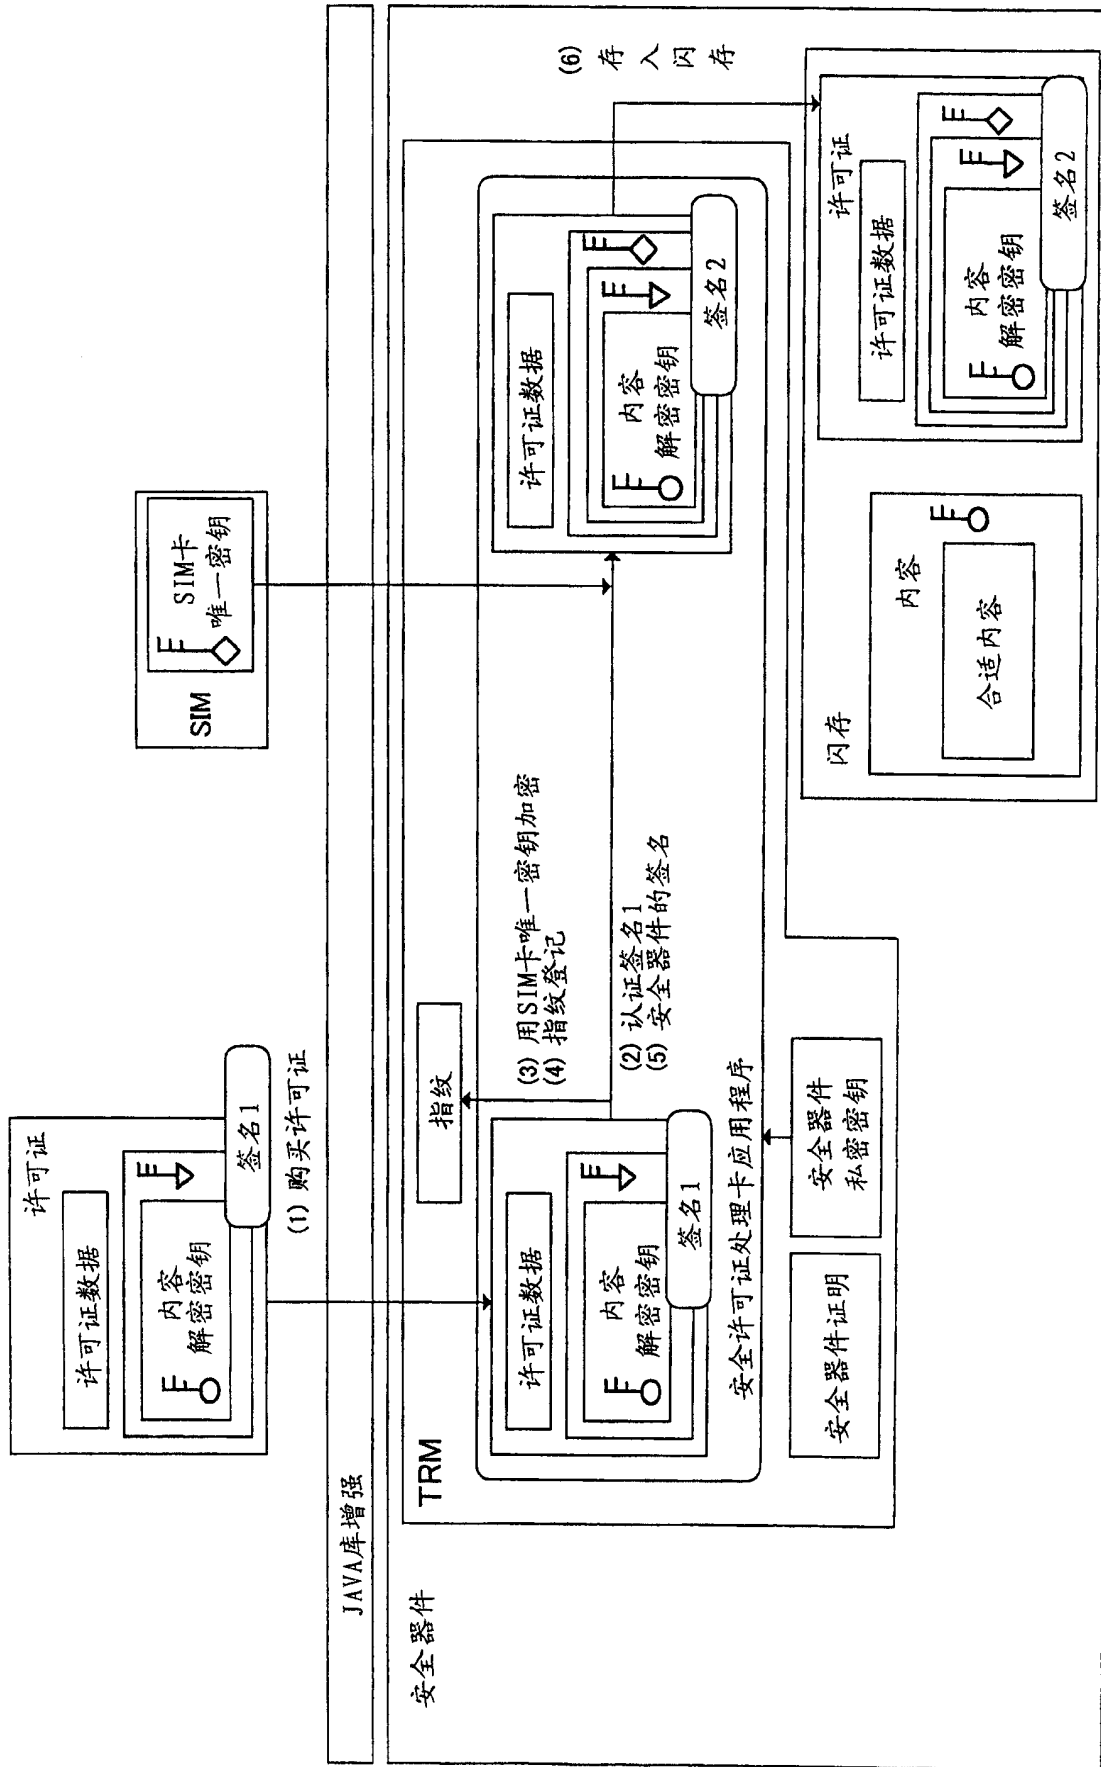 许可证
许可证数据
内容
解密密钥
签名1
(1) 购买许可证
SIM
SIM卡
唯一密钥
JAVA库增强
安全器件
TRM
指纹
(3) 用SIM卡唯一密钥加密
(4) 指纹登记
(2) 认证签名1
(5) 安全器件的签名
许可证数据
内容
解密密钥
签名1
许可证数据
内容
解密密钥
签名2
安全许可证处理卡应用程序
安全器件证明
安全器件
私密密钥
(6)
存入闪存
闪存
内容
合适内容
许可证
许可证数据
内容
解密密钥
签名2